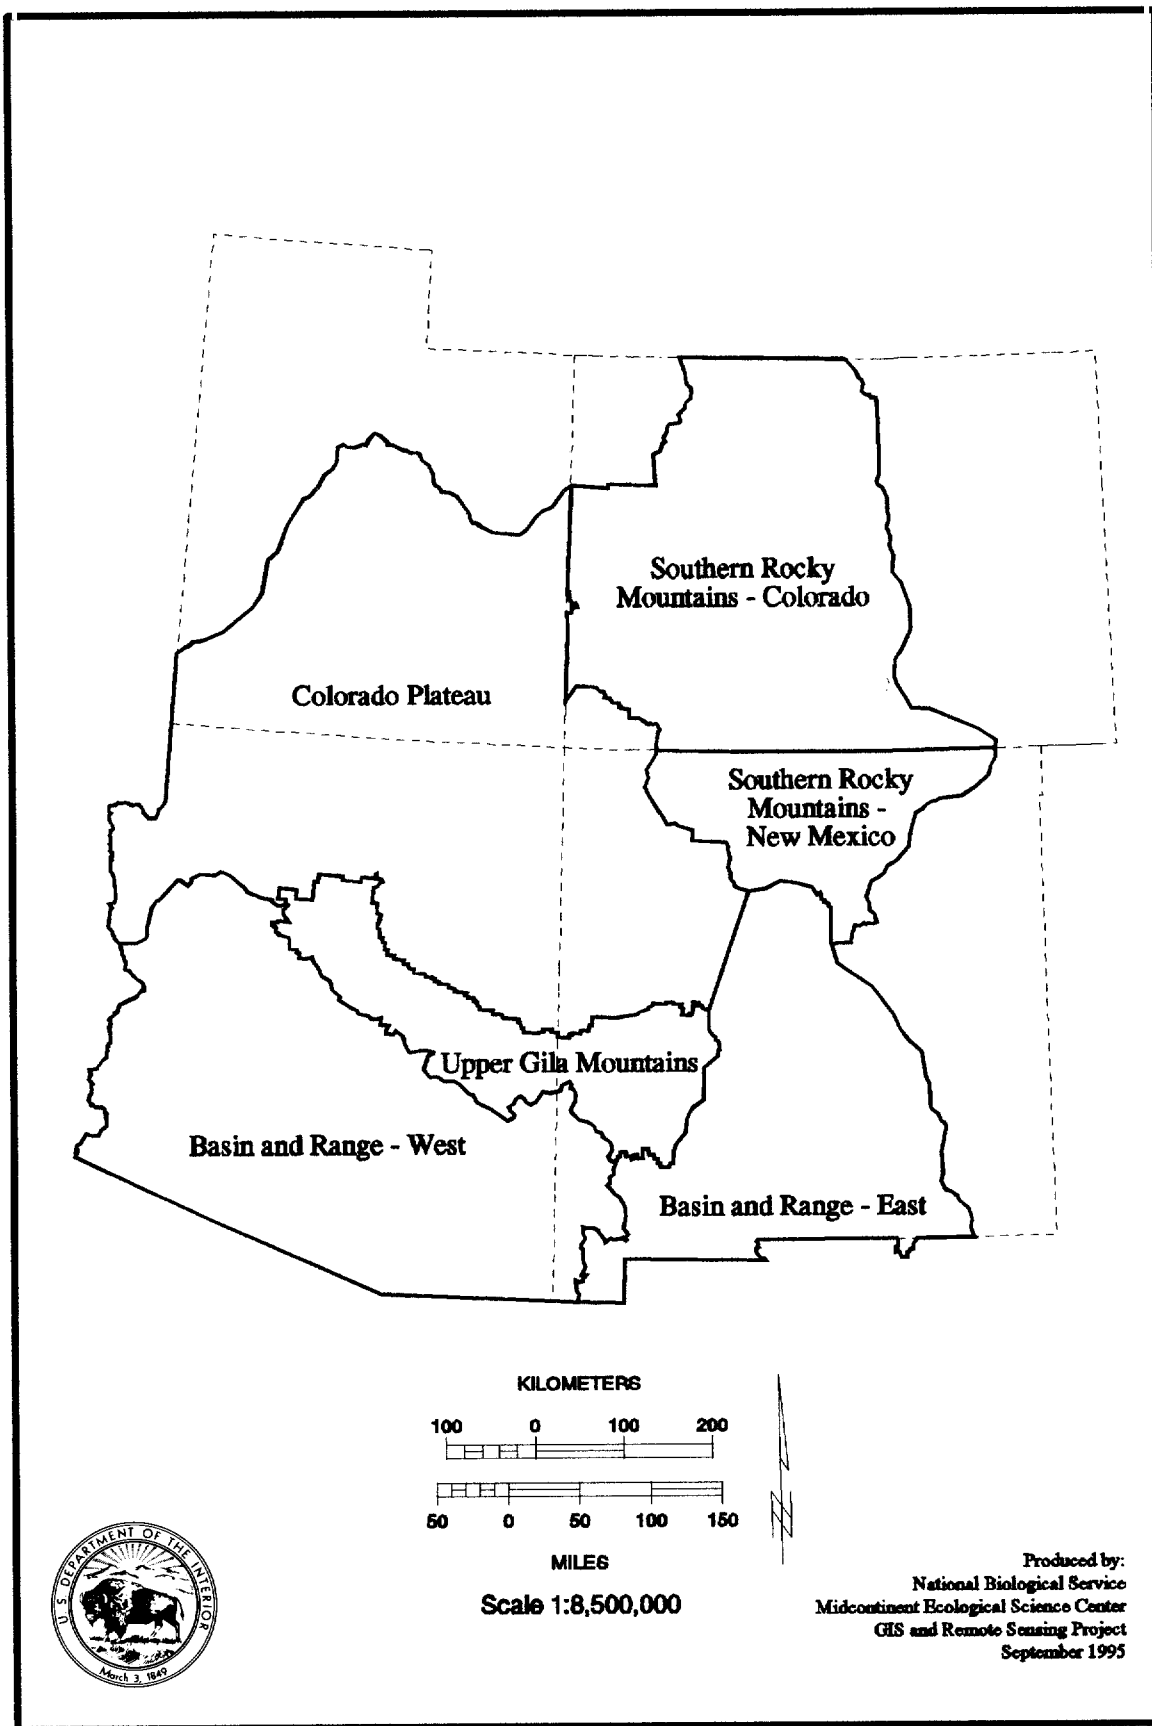 Southern Rocky
Mountains - Colorado
Colorado Plateau
Southern Rocky
Mountains -
New Mexico
Upper Gila Mountains
Basin and Range - West
Basin and Range - East
KILOMETERS
100 0 100 200
50 0 50 100 150
MILES
Scale 1:8,500,000
U. S. DEPARTMENT OF THE INTERIOR
March 3, 1849
Produced by:
National Biological Service
Midcontinent Ecological Science Center
GIS and Remote Sensing Project
September 1995